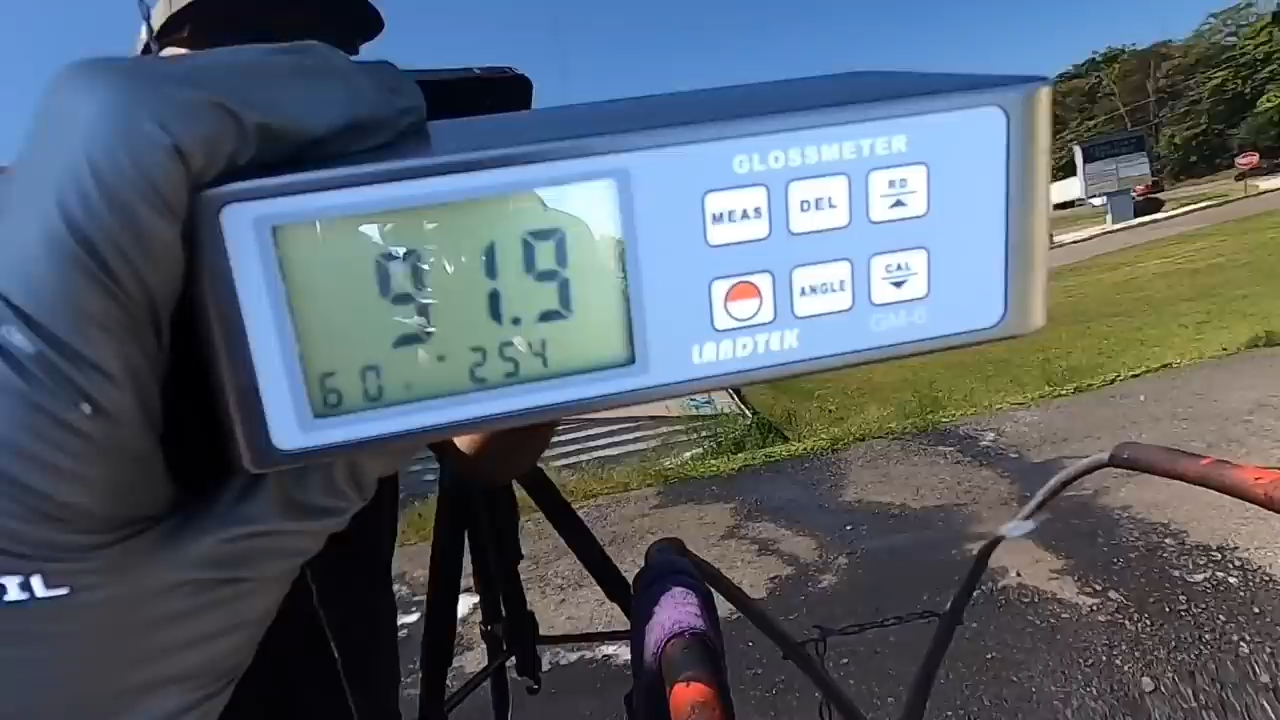 GLOSSMETER
MEAS DEL RD
ANGLE CAL
LANDTEK GM-6
91.9
60. 254
IL